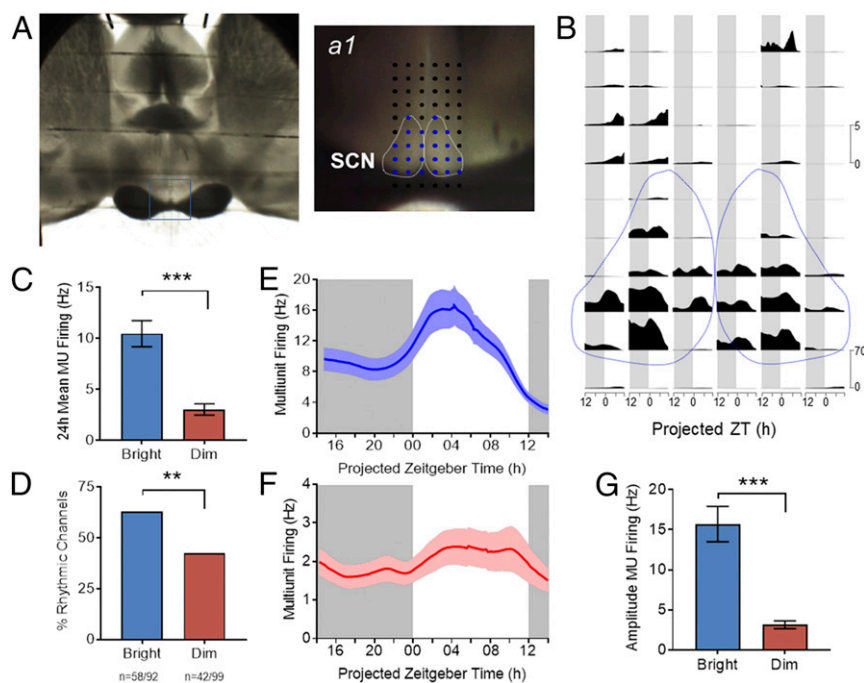 A
a1
SCN
B
5
0
70
0
12 0 12 0 12 0 12 0 12 0 12 0
Projected ZT (h)
C
24h Mean MU Firing (Hz)
15
10
5
0
***
Bright Dim
D
% Rhythmic Channels
75
50
25
0
**
Bright Dim
n=58/92 n=42/99
E
Multiunit Firing (Hz)
20
16
12
8
4
0
16 20 00 04 08 12
Projected Zeitgeber Time (h)
F
Multiunit Firing (Hz)
4
3
2
1
0
16 20 00 04 08 12
Projected Zeitgeber Time (h)
G
Amplitude MU Firing (Hz)
20
15
10
5
0
***
Bright Dim